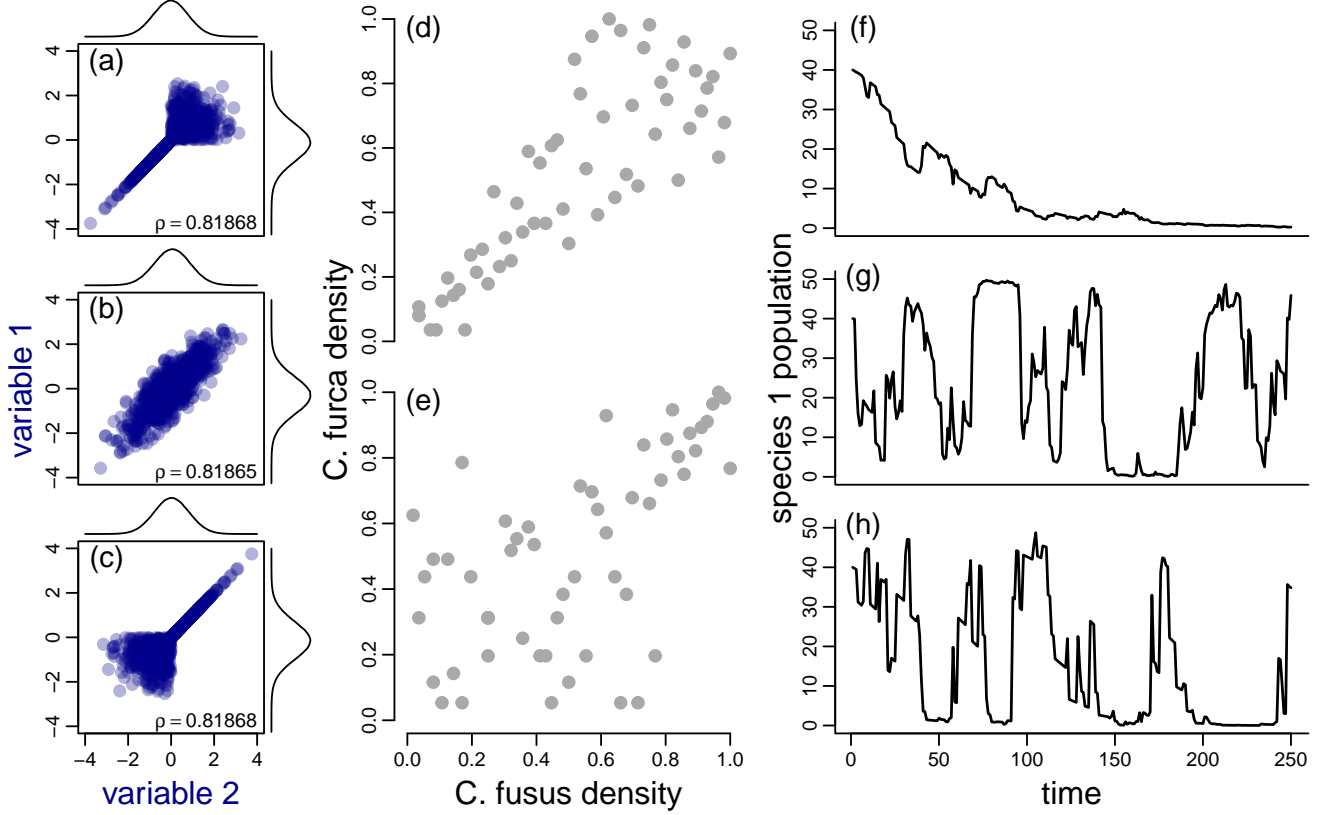 (a)
4
2
0
−2
−4
ρ = 0.81868
(b)
4
2
0
−2
−4
ρ = 0.81865
(c)
4
2
0
−2
−4
ρ = 0.81868
−4 −2 0 2 4
variable 1
variable 2
(d)
1.0
0.8
0.6
0.4
0.2
0.0
(e)
1.0
0.8
0.6
0.4
0.2
0.0
0.0 0.2 0.4 0.6 0.8 1.0
C. furca density
C. fusus density
(f)
50
40
30
20
10
0
(g)
50
40
30
20
10
0
(h)
50
40
30
20
10
0
0 50 100 150 200 250
species 1 population
time